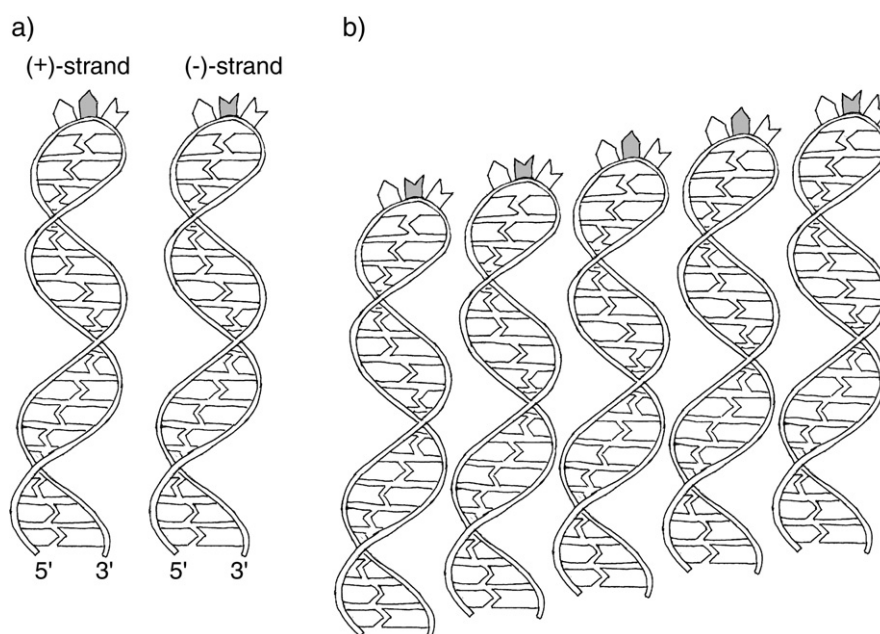 a)
b)
(+)-strand
(-)-strand
5'
3'
5'
3'